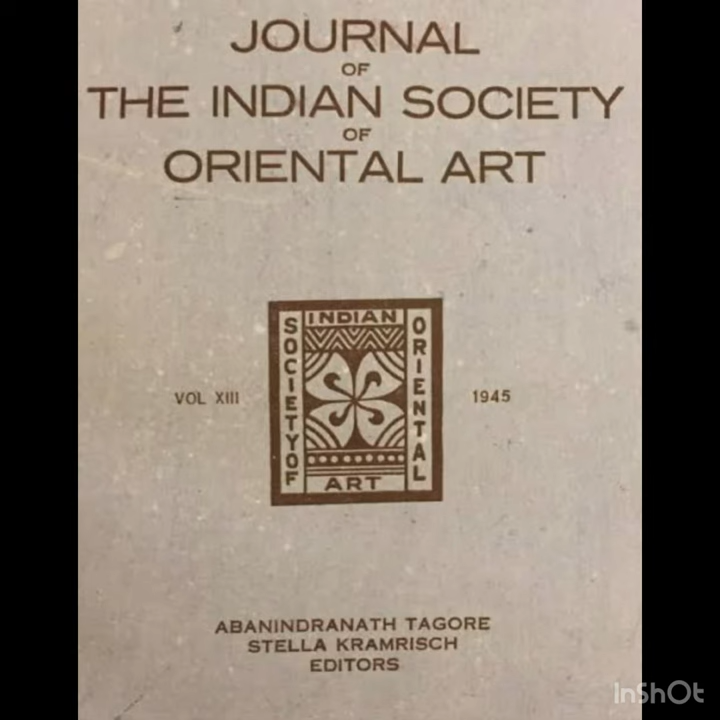 JOURNAL
OF
THE INDIAN SOCIETY
OF
ORIENTAL ART
INDIAN
SOCIETY OF
ORIENTAL
ART
VOL XIII
1945
ABANINDRANATH TAGORE
STELLA KRAMRISCH
EDITORS
InShOt